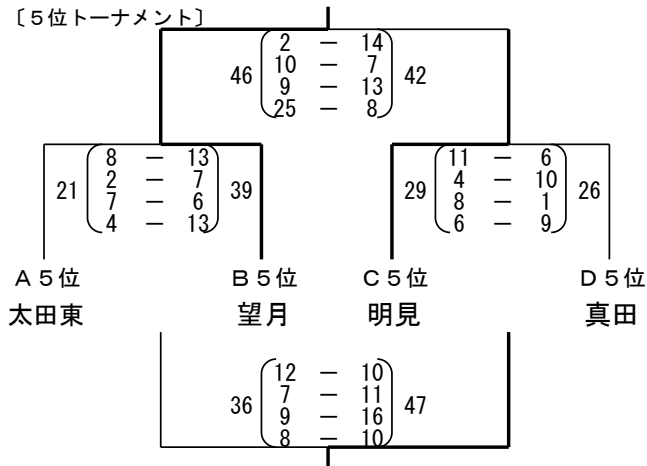 〔５位トーナメント〕
2 － 14
46 10 － 7 42
9 － 13
25 － 8
8 － 13 11 － 6
21 2 － 7 39 29 4 － 10 26
7 － 6 8 － 1
4 － 13 6 － 9
Ａ５位 Ｂ５位 Ｃ５位 Ｄ５位
太田東 望月 明見 真田
12 － 10
36 7 － 11 47
9 － 16
8 － 10